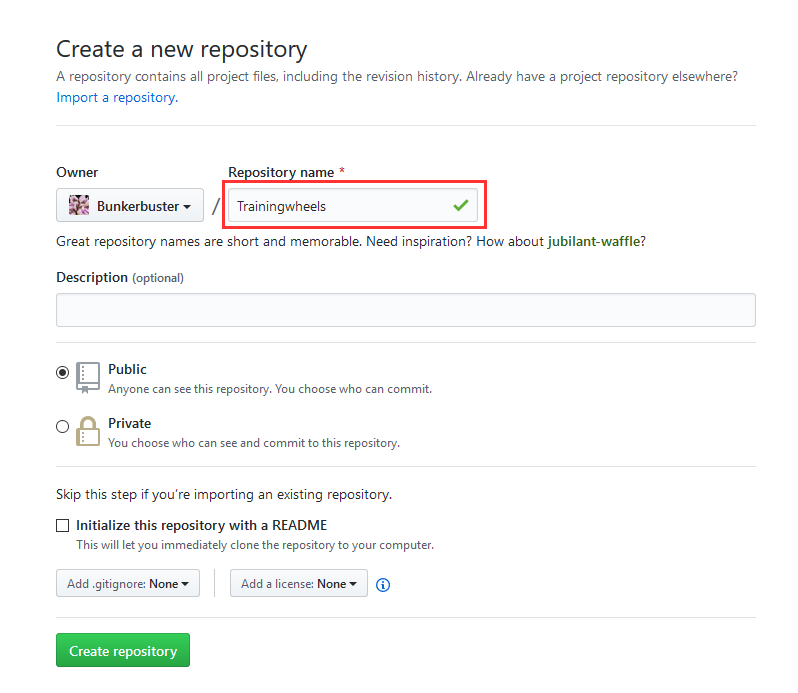 Create a new repository
A repository contains all project files, including the revision history. Already have a project repository elsewhere?
Import a repository.
Owner
Repository name *
Bunkerbuster / Trainingwheels
Great repository names are short and memorable. Need inspiration? How about jubilant-waffle?
Description (optional)
Public
Anyone can see this repository. You choose who can commit.
Private
You choose who can see and commit to this repository.
Skip this step if you’re importing an existing repository.
Initialize this repository with a README
This will let you immediately clone the repository to your computer.
Add .gitignore: None
Add a license: None
Create repository